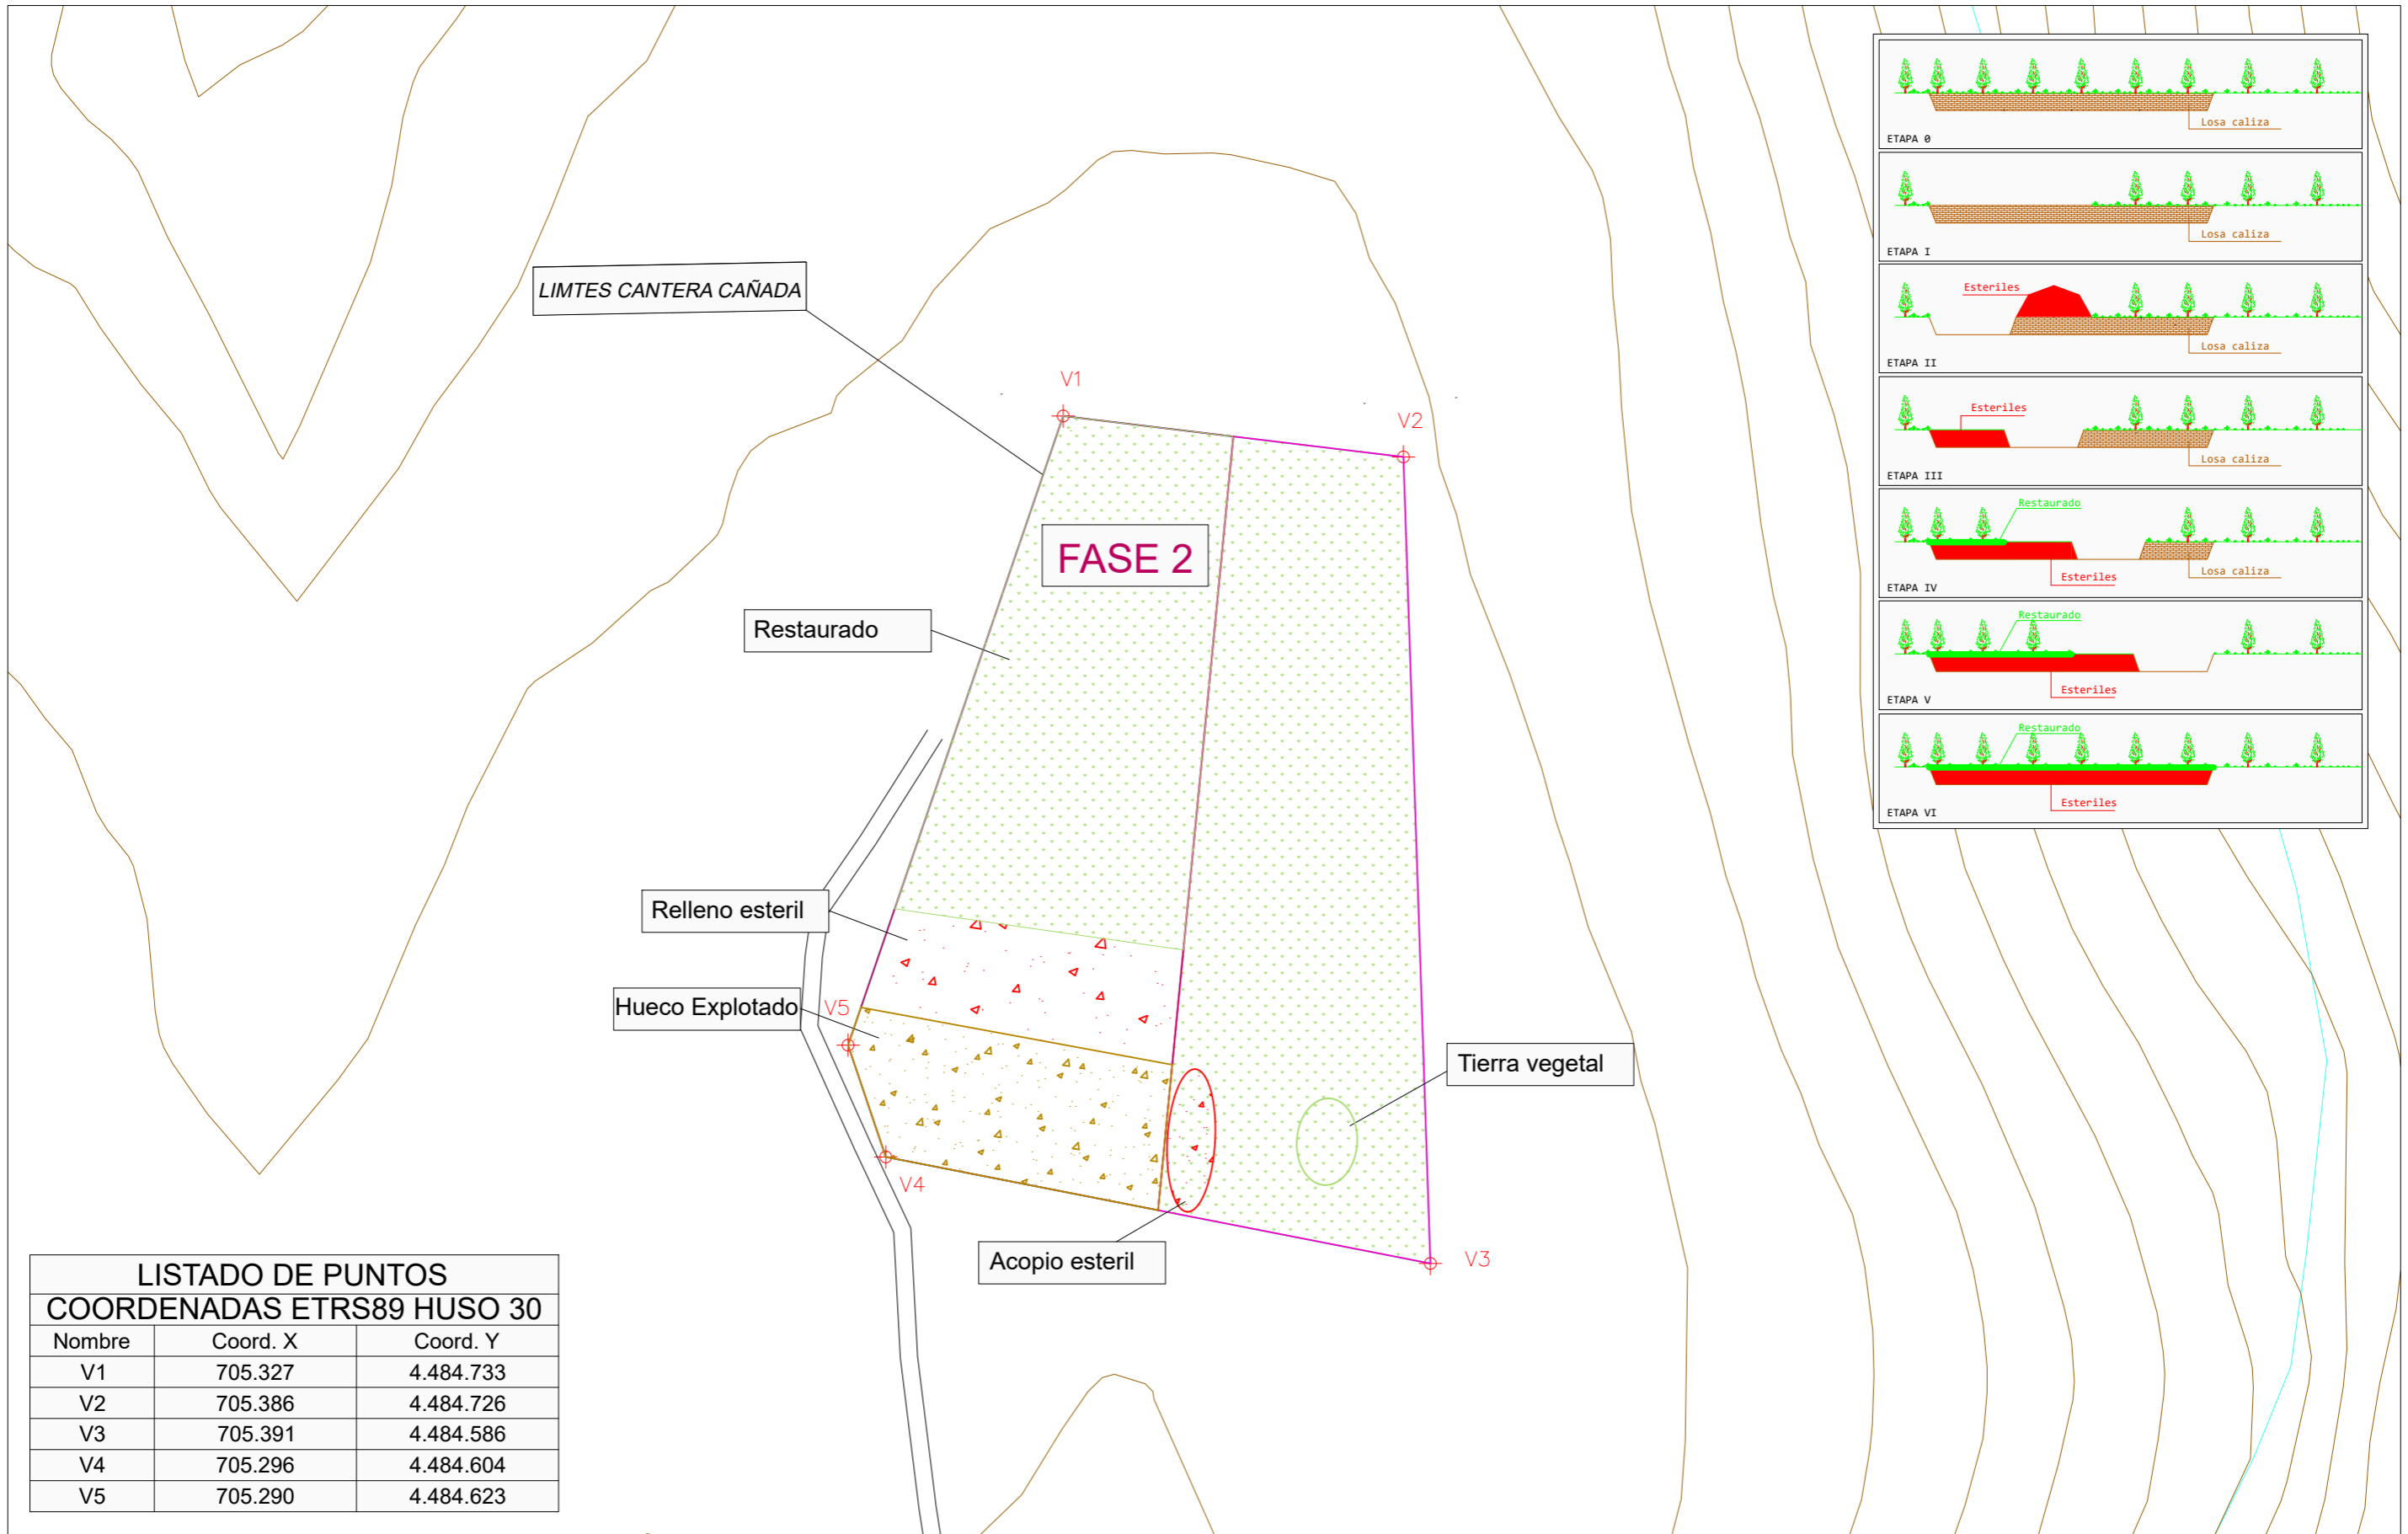 LIMTES CANTERA CAÑADA
V1
V2
FASE 2
Restaurado
Relleno esteril
Hueco Explotado
V5
Tierra vegetal
V4
Acopio esteril
V3
LISTADO DE PUNTOS
COORDENADAS ETRS89 HUSO 30
Nombre Coord. X Coord. Y
V1 705.327 4.484.733
V2 705.386 4.484.726
V3 705.391 4.484.586
V4 705.296 4.484.604
V5 705.290 4.484.623
Losa caliza
ETAPA 0
Losa caliza
ETAPA I
Esteriles
Losa caliza
ETAPA II
Esteriles
Losa caliza
ETAPA III
Restaurado
Losa caliza
Esteriles
ETAPA IV
Restaurado
Esteriles
ETAPA V
Restaurado
Esteriles
ETAPA VI